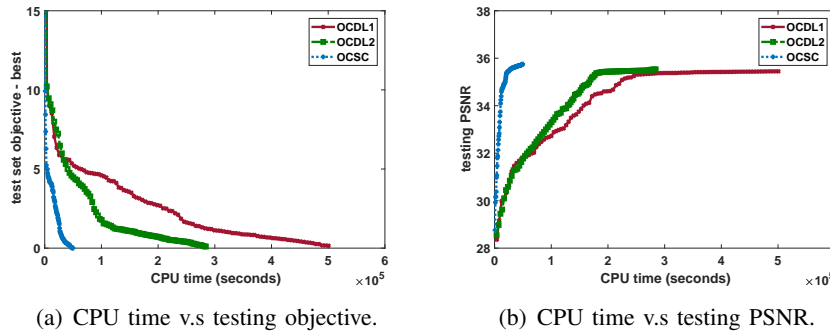 15
10
5
0
test set objective - best
OCDL1
OCDL2
OCSC
0 1 2 3 4 5 6
CPU time (seconds)
×10^5
(a) CPU time v.s testing objective.
38
36
34
32
30
28
testing PSNR
OCDL1
OCDL2
OCSC
0 1 2 3 4 5
CPU time (seconds)
(b) CPU time v.s testing PSNR.